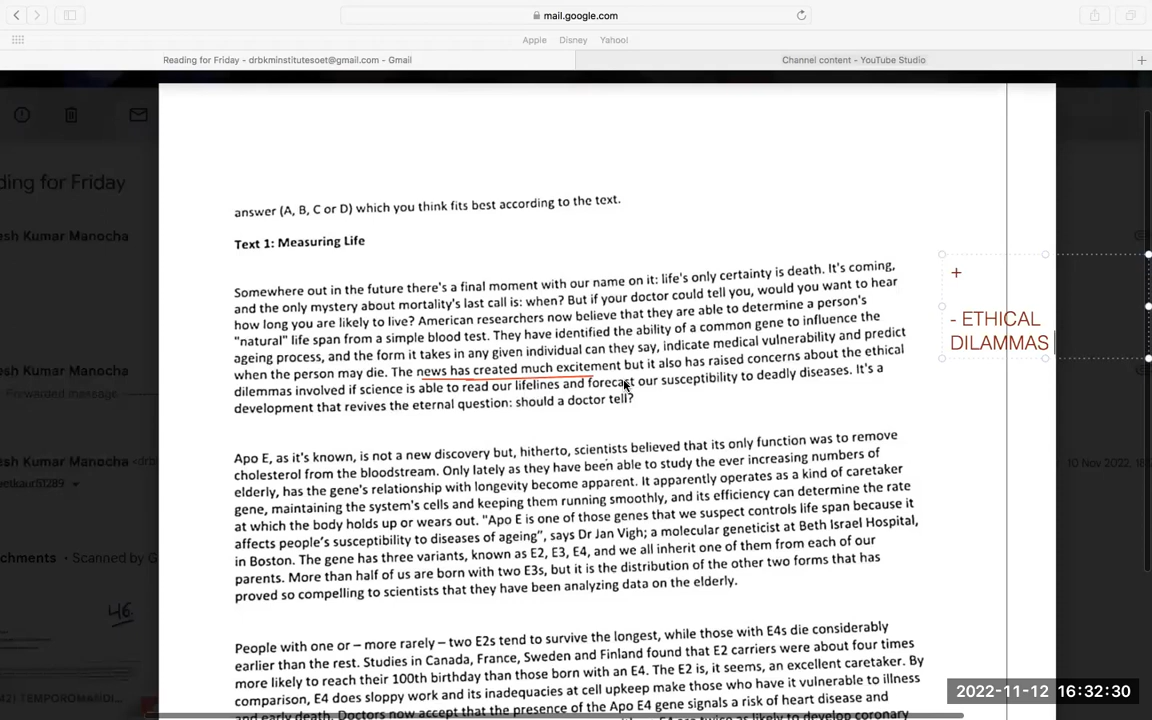 mail.google.com
Apple Disney Yahoo!
Reading for Friday - drbkminstitutesoet@gmail.com - Gmail
Channel content - YouTube Studio
ding for Friday
esh Kumar Manocha
Forwarded message
esh Kumar Manocha
esh Kumar Manocha <drb
eetkaur51289
10 Nov 2022, 16
chments • Scanned by G
46
42) TEMPOROMANDI
answer (A, B, C or D) which you think fits best according to the text.
Text 1: Measuring Life
Somewhere out in the future there's a final moment with our name on it: life's only certainty is death. It's coming,
and the only mystery about mortality's last call is: when? But if your doctor could tell you, would you want to hear
how long you are likely to live? American researchers now believe that they are able to determine a person's
"natural" life span from a simple blood test. They have identified the ability of a common gene to influence the
ageing process, and the form it takes in any given individual can they say, indicate medical vulnerability and predict
when the person may die. The news has created much excitement but it also has raised concerns about the ethical
dilemmas involved if science is able to read our lifelines and forecast our susceptibility to deadly diseases. It's a
development that revives the eternal question: should a doctor tell?
Apo E, as it's known, is not a new discovery but, hitherto, scientists believed that its only function was to remove
cholesterol from the bloodstream. Only lately as they have been able to study the ever increasing numbers of
elderly, has the gene's relationship with longevity become apparent. It apparently operates as a kind of caretaker
gene, maintaining the system's cells and keeping them running smoothly, and its efficiency can determine the rate
at which the body holds up or wears out. "Apo E is one of those genes that we suspect controls life span because it
affects people's susceptibility to diseases of ageing", says Dr Jan Vigh; a molecular geneticist at Beth Israel Hospital,
in Boston. The gene has three variants, known as E2, E3, E4, and we all inherit one of them from each of our
parents. More than half of us are born with two E3s, but it is the distribution of the other two forms that has
proved so compelling to scientists that they have been analyzing data on the elderly.
People with one or – more rarely – two E2s tend to survive the longest, while those with E4s die considerably
earlier than the rest. Studies in Canada, France, Sweden and Finland found that E2 carriers were about four times
more likely to reach their 100th birthday than those born with an E4. The E2 is, it seems, an excellent caretaker. By
comparison, E4 does sloppy work and its inadequacies at cell upkeep make those who have it vulnerable to illness
and early death. Doctors now accept that the presence of the Apo E4 gene signals a risk of heart disease and
+
- ETHICAL
DILAMMAS
2022-11-12 16:32:30